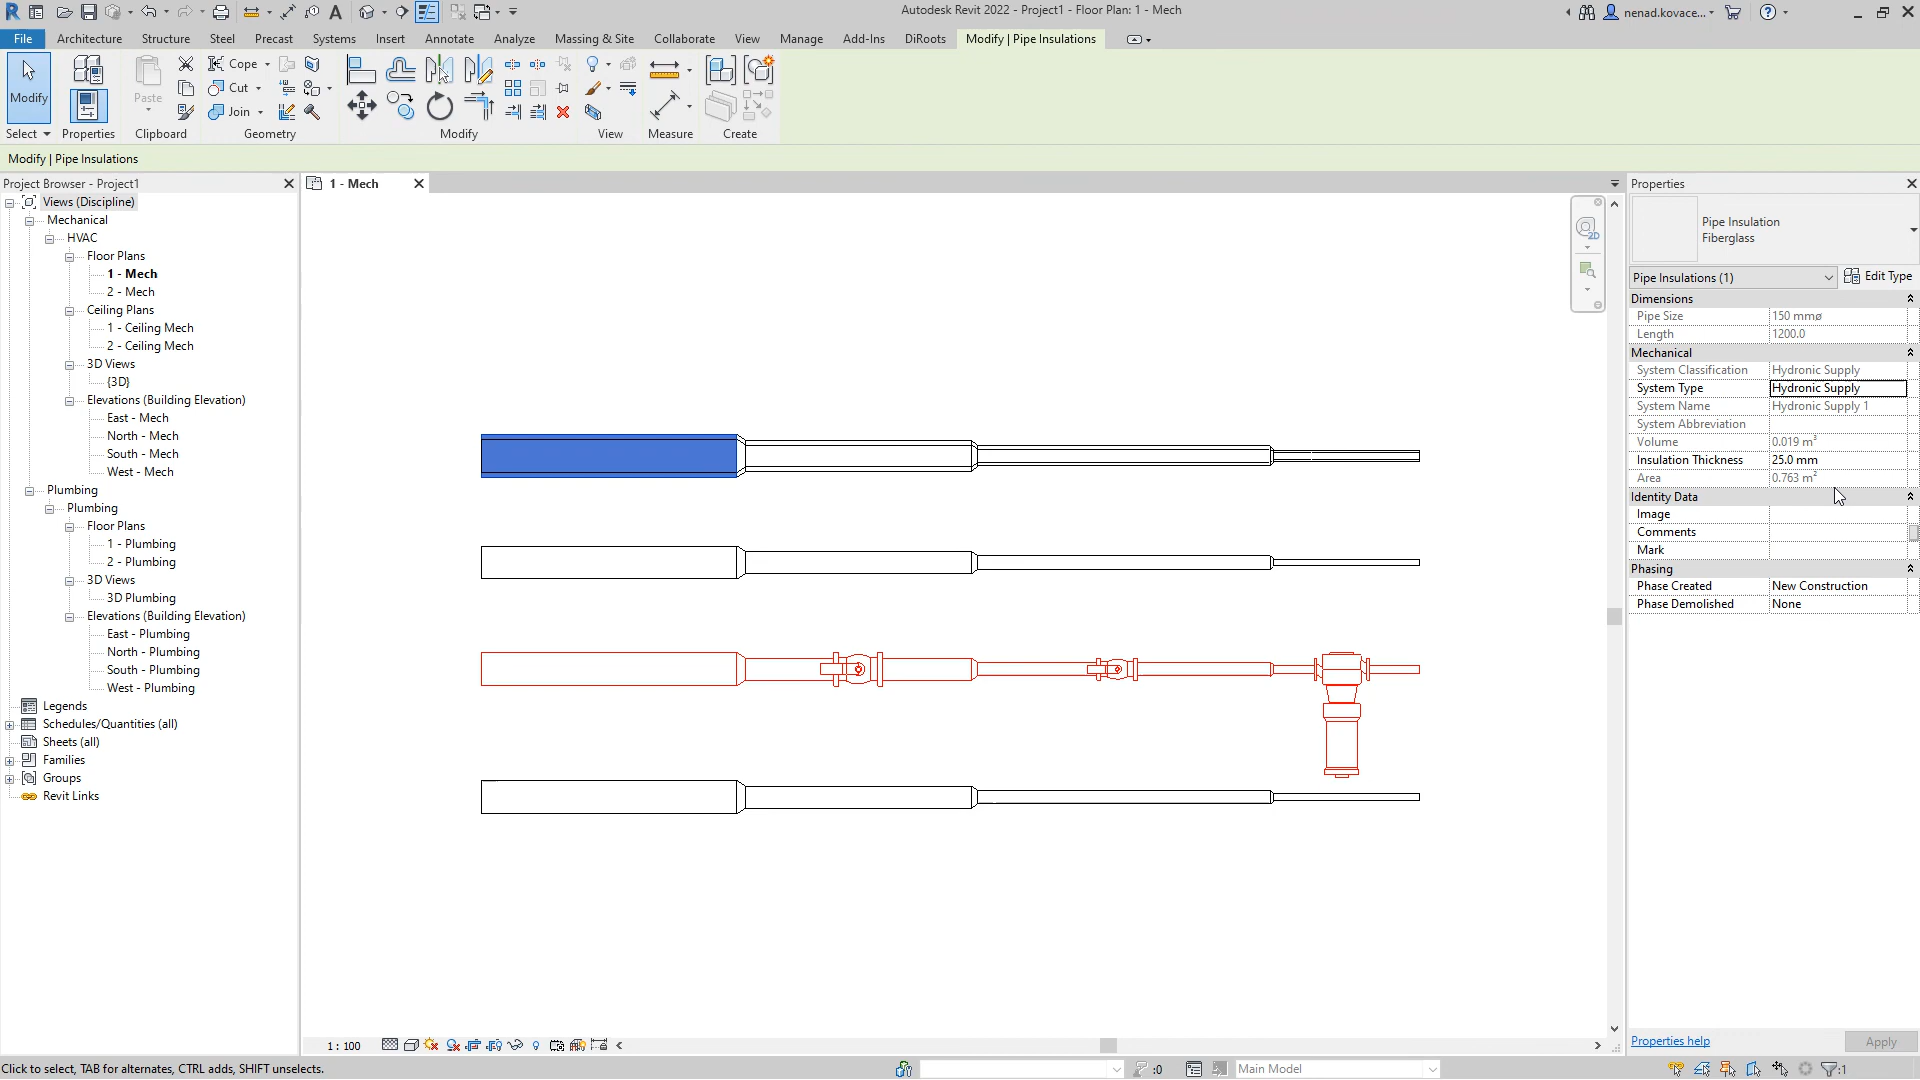 Autodesk Revit 2022 - Project1 - Floor Plan: 1 - Mech
nenad.kovace...
File Architecture Structure Steel Precast Systems Insert Annotate Analyze Massing & Site Collaborate View Manage Add-Ins DiRoots Modify | Pipe Insulations
Modify
Paste
Cope
Cut
Join
Select Properties Clipboard Geometry Modify View Measure Create
Modify | Pipe Insulations
Project Browser - Project1
Views (Discipline)
Mechanical
HVAC
Floor Plans
1 - Mech
2 - Mech
Ceiling Plans
1 - Ceiling Mech
2 - Ceiling Mech
3D Views
{3D}
Elevations (Building Elevation)
East - Mech
North - Mech
South - Mech
West - Mech
Plumbing
Plumbing
Floor Plans
1 - Plumbing
2 - Plumbing
3D Views
3D Plumbing
Elevations (Building Elevation)
East - Plumbing
North - Plumbing
South - Plumbing
West - Plumbing
Legends
Schedules/Quantities (all)
Sheets (all)
Families
Groups
Revit Links
1 - Mech
2D
1 : 100
Properties
Pipe Insulation
Fiberglass
Pipe Insulations (1)
Edit Type
Dimensions
Pipe Size 150 mmø
Length 1200.0
Mechanical
System Classification Hydronic Supply
System Type Hydronic Supply
System Name Hydronic Supply 1
System Abbreviation
Volume 0.019 m³
Insulation Thickness 25.0 mm
Area 0.763 m²
Identity Data
Image
Comments
Mark
Phasing
Phase Created New Construction
Phase Demolished None
Properties help
Apply
Click to select, TAB for alternates, CTRL adds, SHIFT unselects.
:0
Main Model
:1